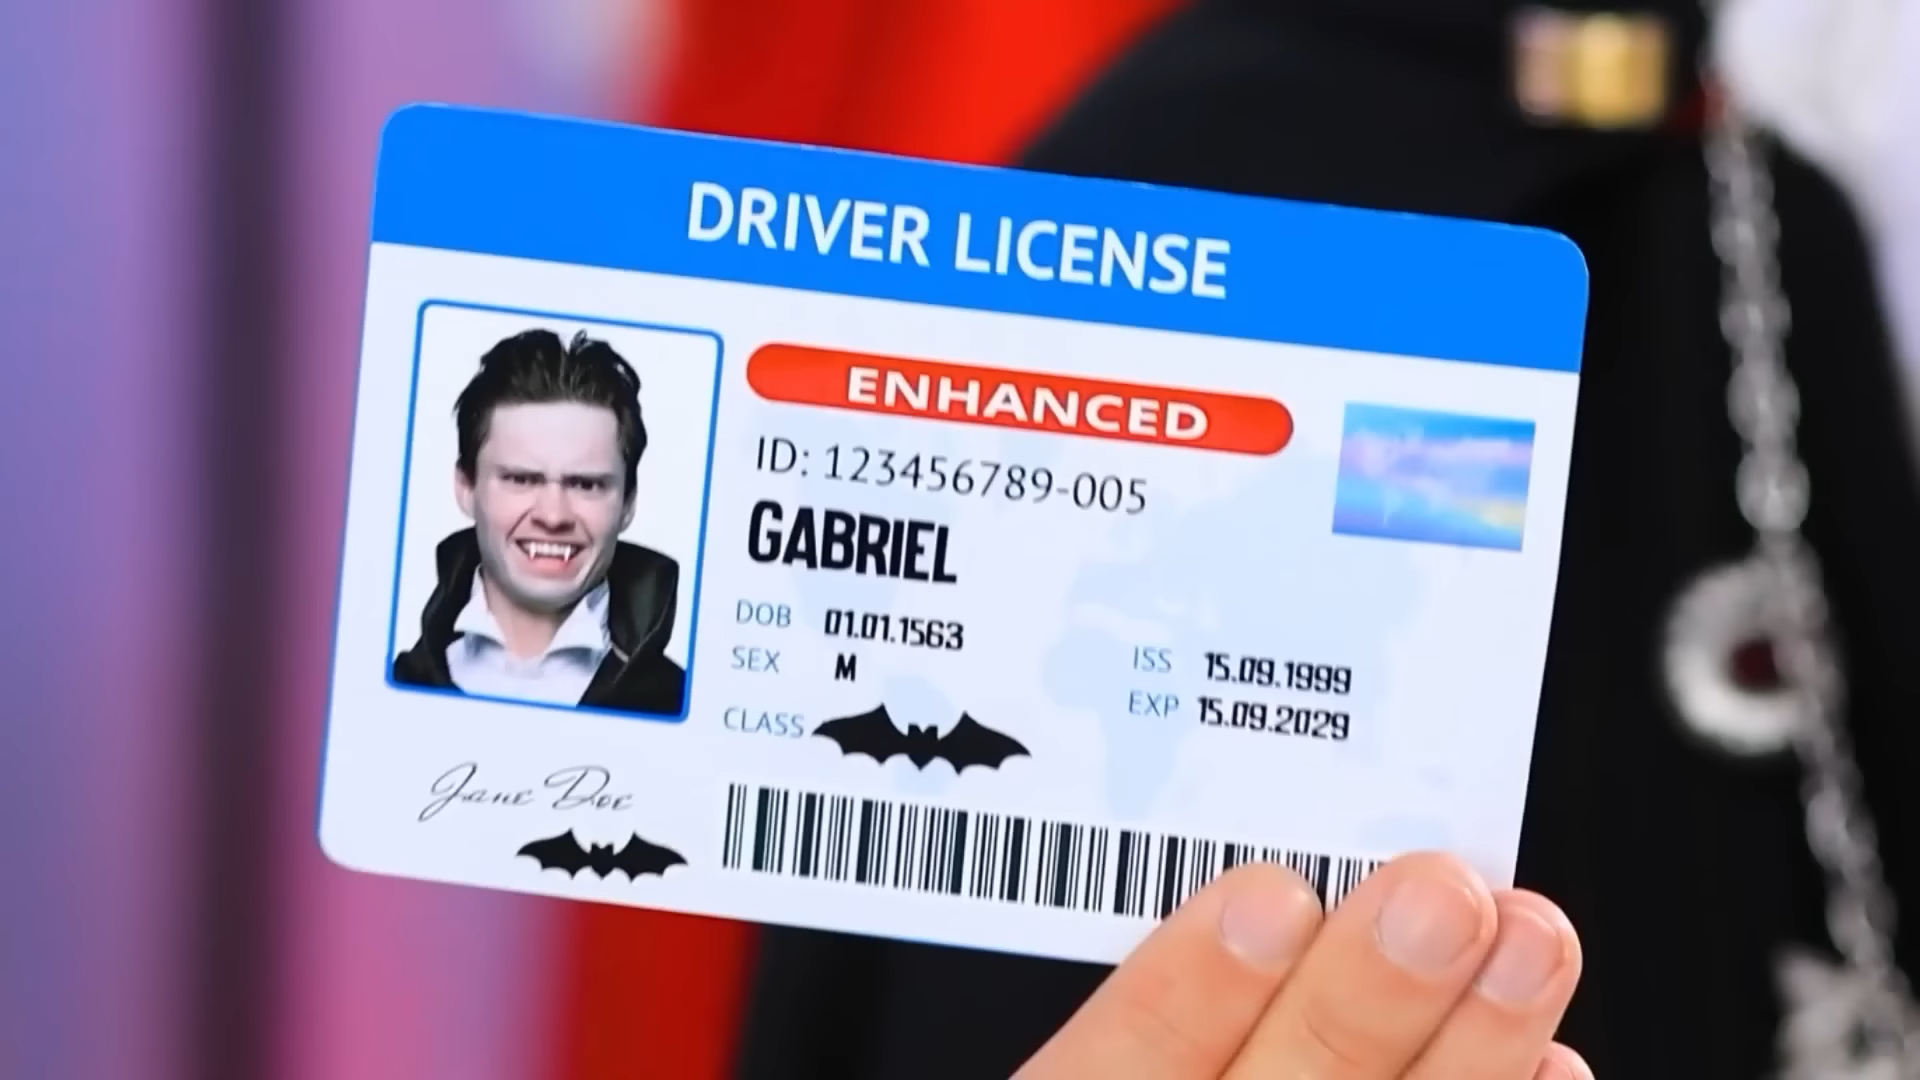 DRIVER LICENSE
ENHANCED
ID: 123456789-005
GABRIEL
DOB 01.01.1563
SEX M
ISS 15.09.1999
EXP 15.09.2029
CLASS
Jane Doe